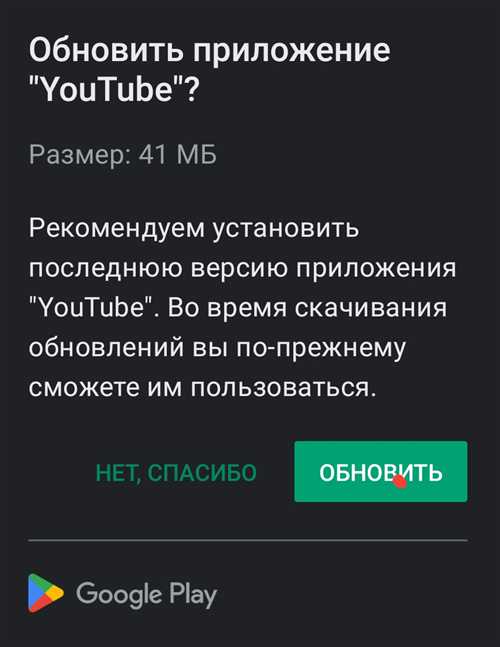 Обновить приложение
"YouTube"?
Размер: 41 МБ
Рекомендуем установить
последнюю версию приложения
"YouTube". Во время скачивания
обновлений вы по-прежнему
сможете им пользоваться.
НЕТ, СПАСИБО ОБНОВИТЬ
Google Play